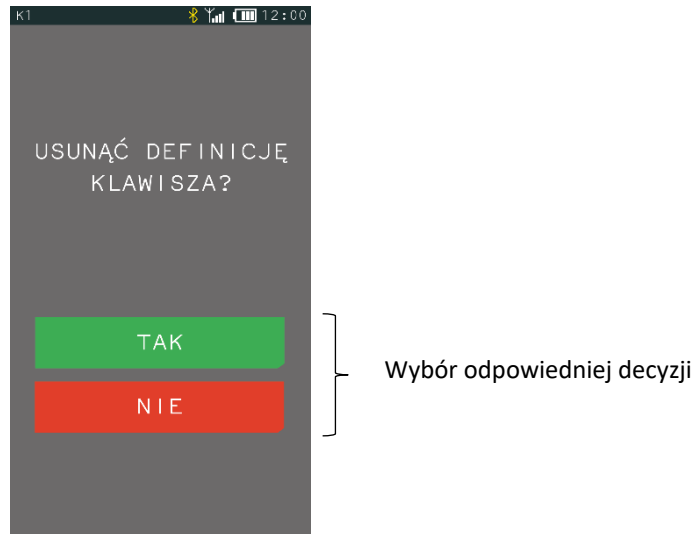 K1 12:00
USUNĄĆ DEFINICJĘ
KLAWISZA?
TAK
NIE
Wybór odpowiedniej decyzji